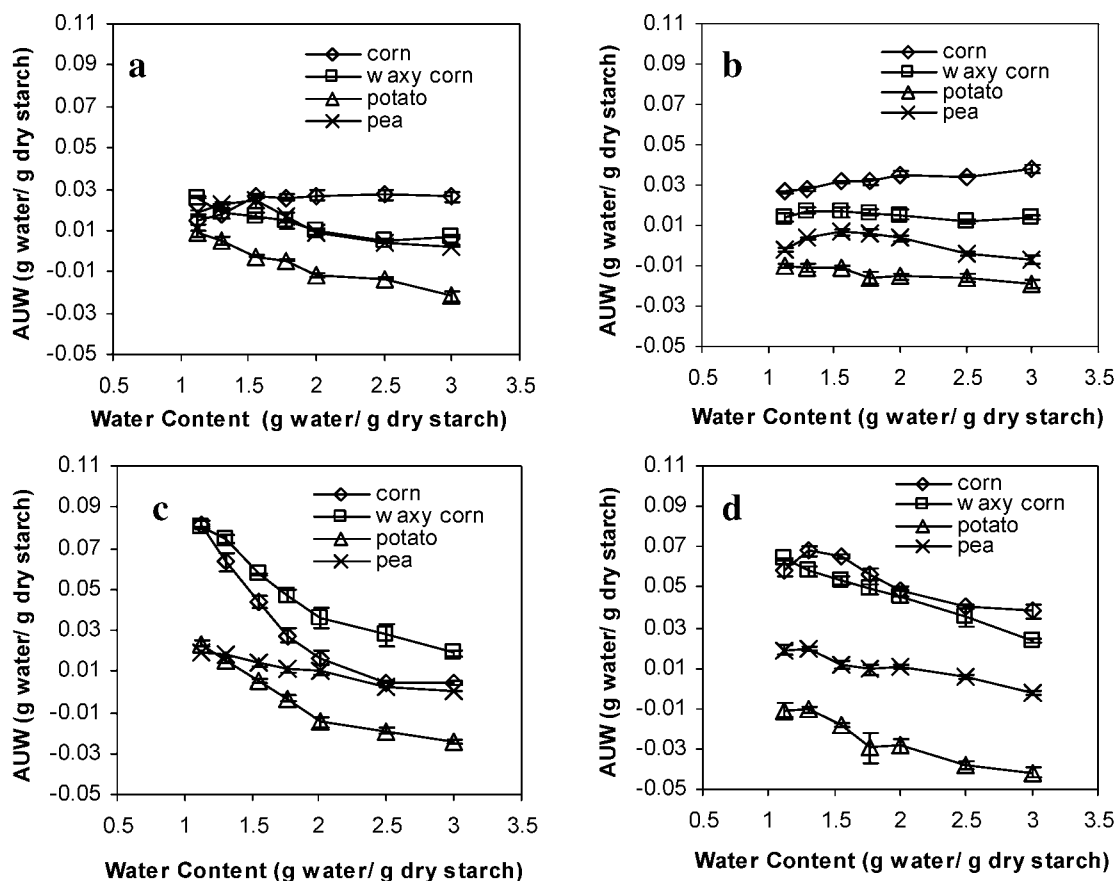 a
corn
waxy corn
potato
pea
0.11
0.09
0.07
0.05
0.03
0.01
-0.01
-0.03
-0.05
0.5
1
1.5
2
2.5
3
3.5
AUW (g water/ g dry starch)
Water Content (g water/ g dry starch)
b
corn
waxy corn
potato
pea
0.11
0.09
0.07
0.05
0.03
0.01
-0.01
-0.03
-0.05
0.5
1
1.5
2
2.5
3
3.5
AUW (g water/ g dry starch)
Water Content (g water/ g dry starch)
c
corn
waxy corn
potato
pea
0.11
0.09
0.07
0.05
0.03
0.01
-0.01
-0.03
-0.05
0.5
1
1.5
2
2.5
3
3.5
AUW (g water/ g dry starch)
Water Content (g water/ g dry starch)
d
corn
waxy corn
potato
pea
0.11
0.09
0.07
0.05
0.03
0.01
-0.01
-0.03
-0.05
0.5
1
1.5
2
2.5
3
3.5
AUW (g water/ g dry starch)
Water Content (g water/ g dry starch)